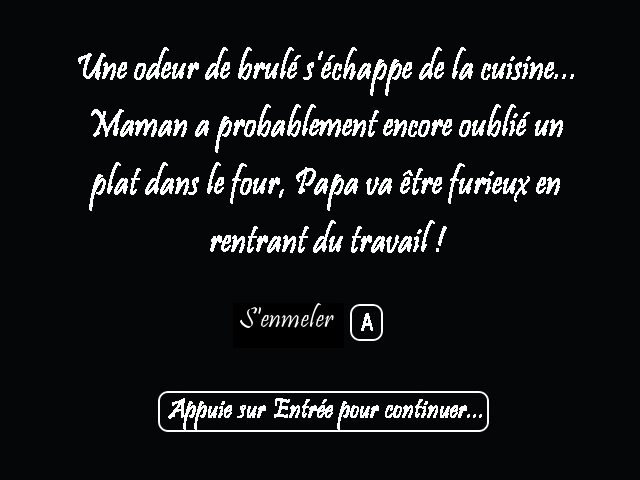 Une odeur de brulé s'échappe de la cuisine...
Maman a probablement encore oublié un
plat dans le four, Papa va être furieux en
rentrant du travail !
S'enmeler A
Appuie sur Entrée pour continuer...